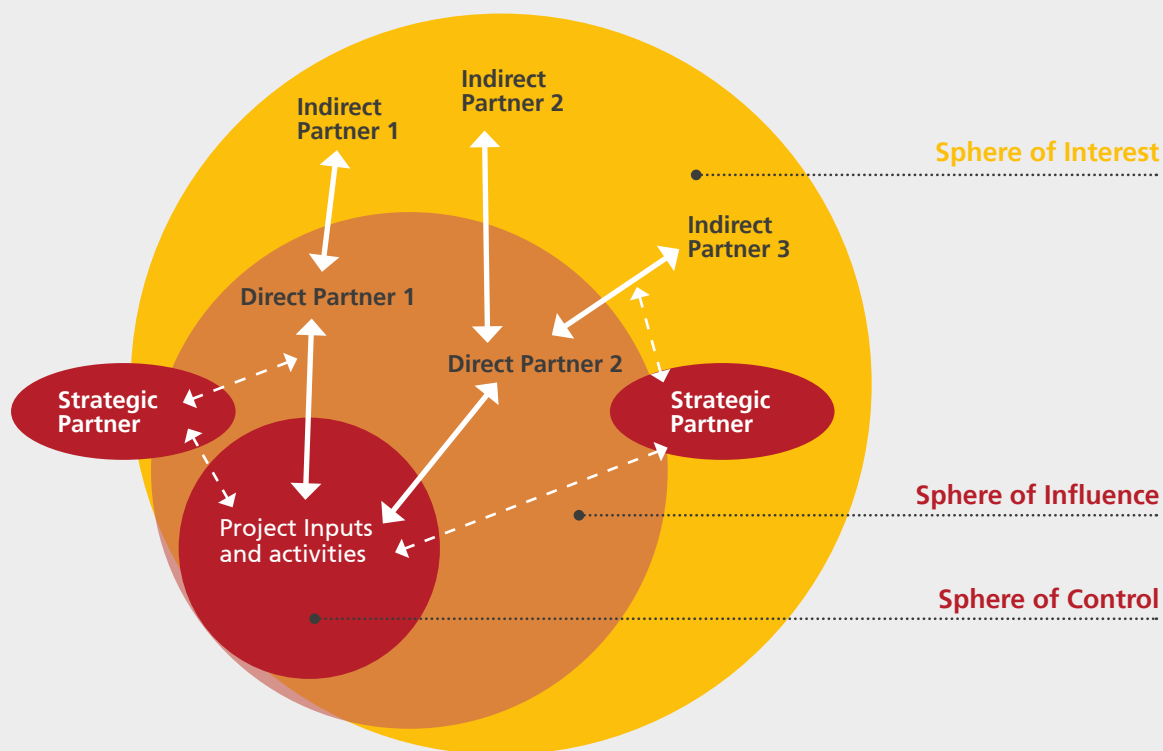 Indirect
Partner 2
Indirect
Partner 1
Sphere of Interest
Indirect
Partner 3
Direct Partner 1
Direct Partner 2
Strategic
Partner
Strategic
Partner
Sphere of Influence
Project Inputs
and activities
Sphere of Control